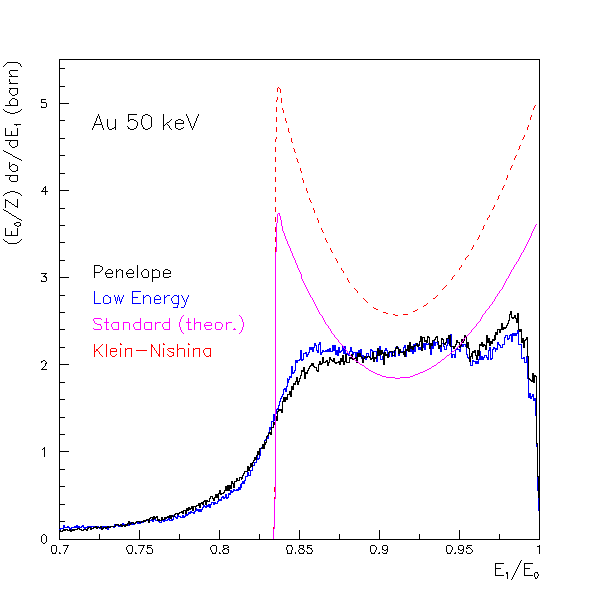 (E₀/Z) dσ/dE₁ (barn)
5
4
3
2
1
0
Au 50 keV
Penelope
Low Energy
Standard (theor.)
Klein-Nishina
0.7 0.75 0.8 0.85 0.9 0.95 1
E₁/E₀